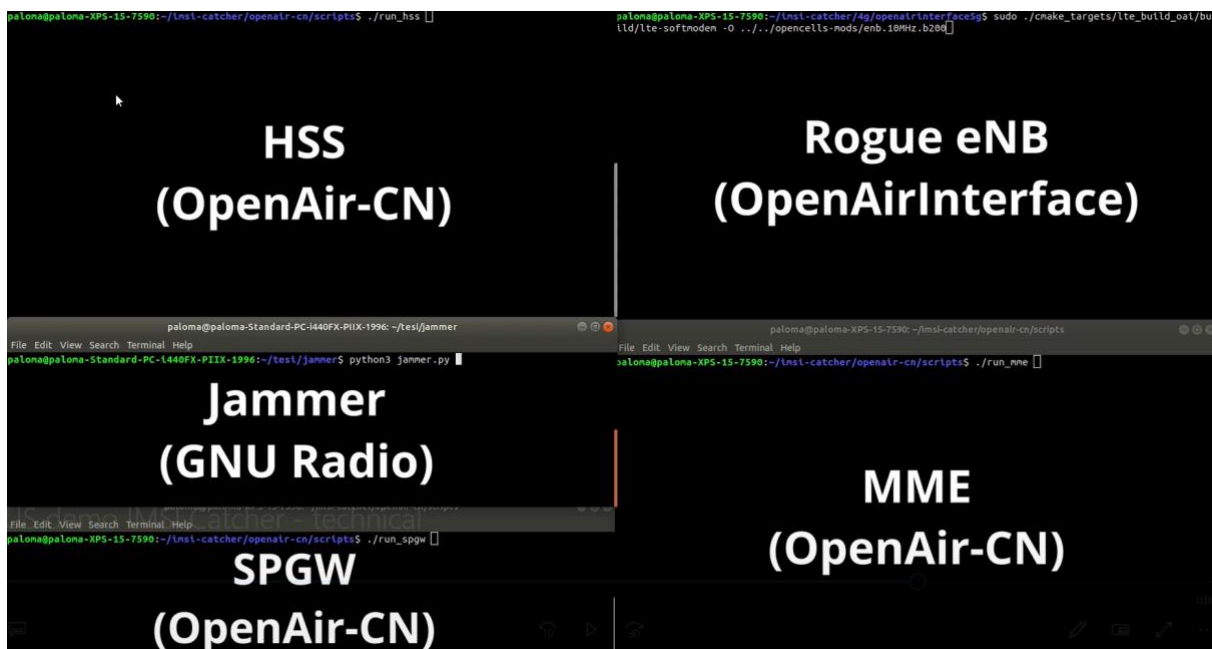 paloma@paloma-XPS-15-7590:~/imsi-catcher/openair-cn/scripts$ ./run_hss
HSS
(OpenAir-CN)
paloma@paloma-XPS-15-7590:~/imsi-catcher/4g/openairinterface5g$ sudo ./cmake_targets/lte_build_oai/bu
ild/lte-softmodem -O ../../opencells-mods/enb.10MHz.b200
Rogue eNB
(OpenAirInterface)
paloma@paloma-Standard-PC-i440FX-PIIX-1996: ~/tesi/jammer
File Edit View Search Terminal Help
paloma@paloma-Standard-PC-i440FX-PIIX-1996:~/tesi/jammer$ python3 jammer.py
Jammer
(GNU Radio)
paloma@paloma-XPS-15-7590: ~/imsi-catcher/openair-cn/scripts
File Edit View Search Terminal Help
paloma@paloma-XPS-15-7590:~/imsi-catcher/openair-cn/scripts$ ./run_mme
MME
(OpenAir-CN)
demo IMSI Catcher - technical
File Edit View Search Terminal Help
paloma@paloma-XPS-15-7590:~/imsi-catcher/openair-cn/scripts$ ./run_spgw
SPGW
(OpenAir-CN)
10
30